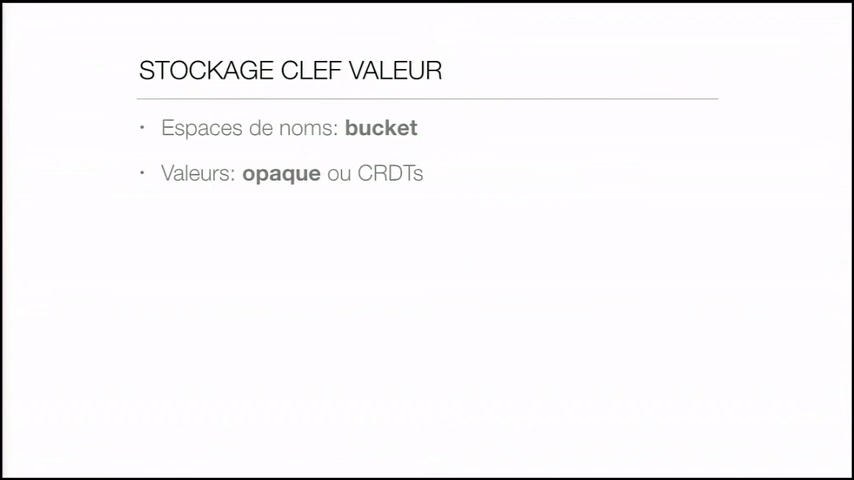 STOCKAGE CLEF VALEUR
• Espaces de noms: bucket
• Valeurs: opaque ou CRDTs